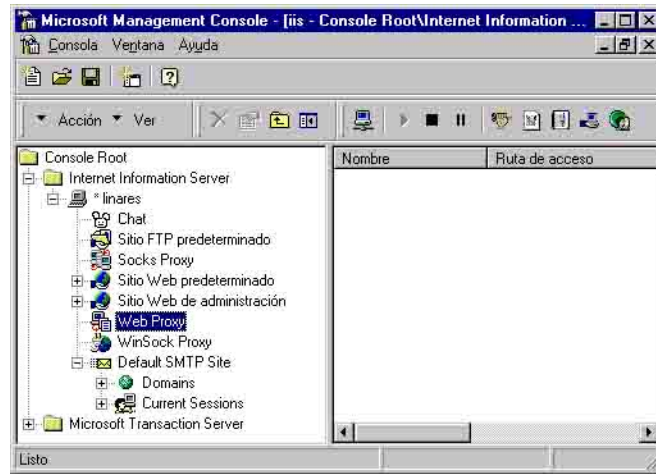 Microsoft Management Console - [iis - Console Root\Internet Information ...
Consola Ventana Ayuda
Acción Ver
Console Root
Internet Information Server
* linares
Chat
Sitio FTP predeterminado
Socks Proxy
Sitio Web predeterminado
Sitio Web de administración
Web Proxy
WinSock Proxy
Default SMTP Site
Domains
Current Sessions
Microsoft Transaction Server
Nombre Ruta de acceso
Listo